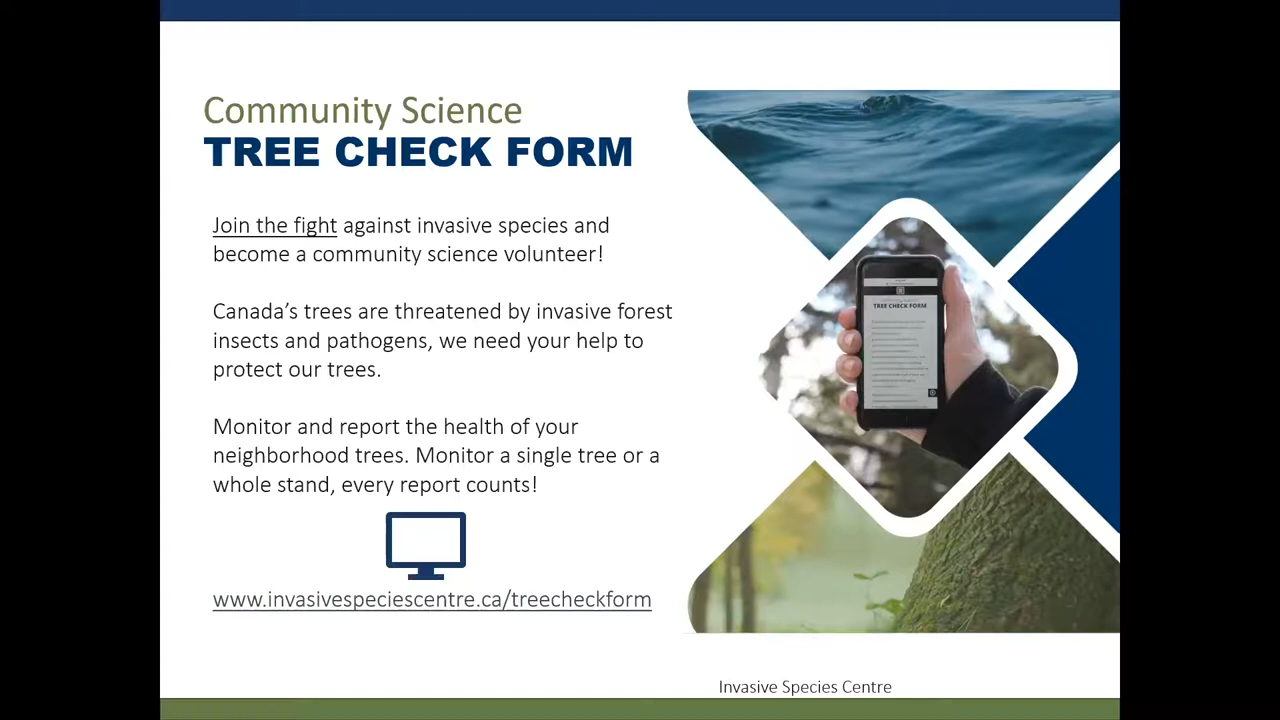 Community Science
TREE CHECK FORM
Join the fight against invasive species and
become a community science volunteer!
Canada's trees are threatened by invasive forest
insects and pathogens, we need your help to
protect our trees.
Monitor and report the health of your
neighborhood trees. Monitor a single tree or a
whole stand, every report counts!
www.invasivespeciescentre.ca/treecheckform
TREE CHECK FORM
Invasive Species Centre